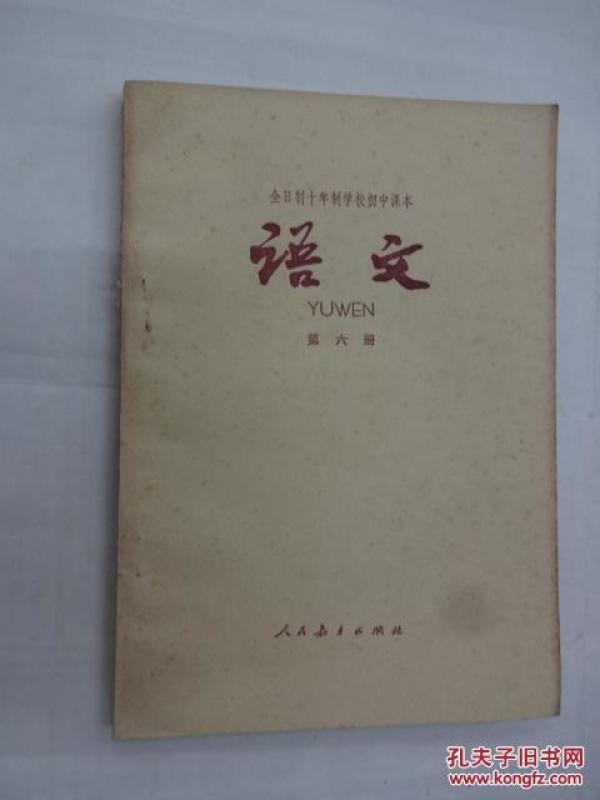 全日制十年制学校初中课本
语文
YUWEN
第六册
人民教育出版社
孔夫子旧书网
www.kongfz.com